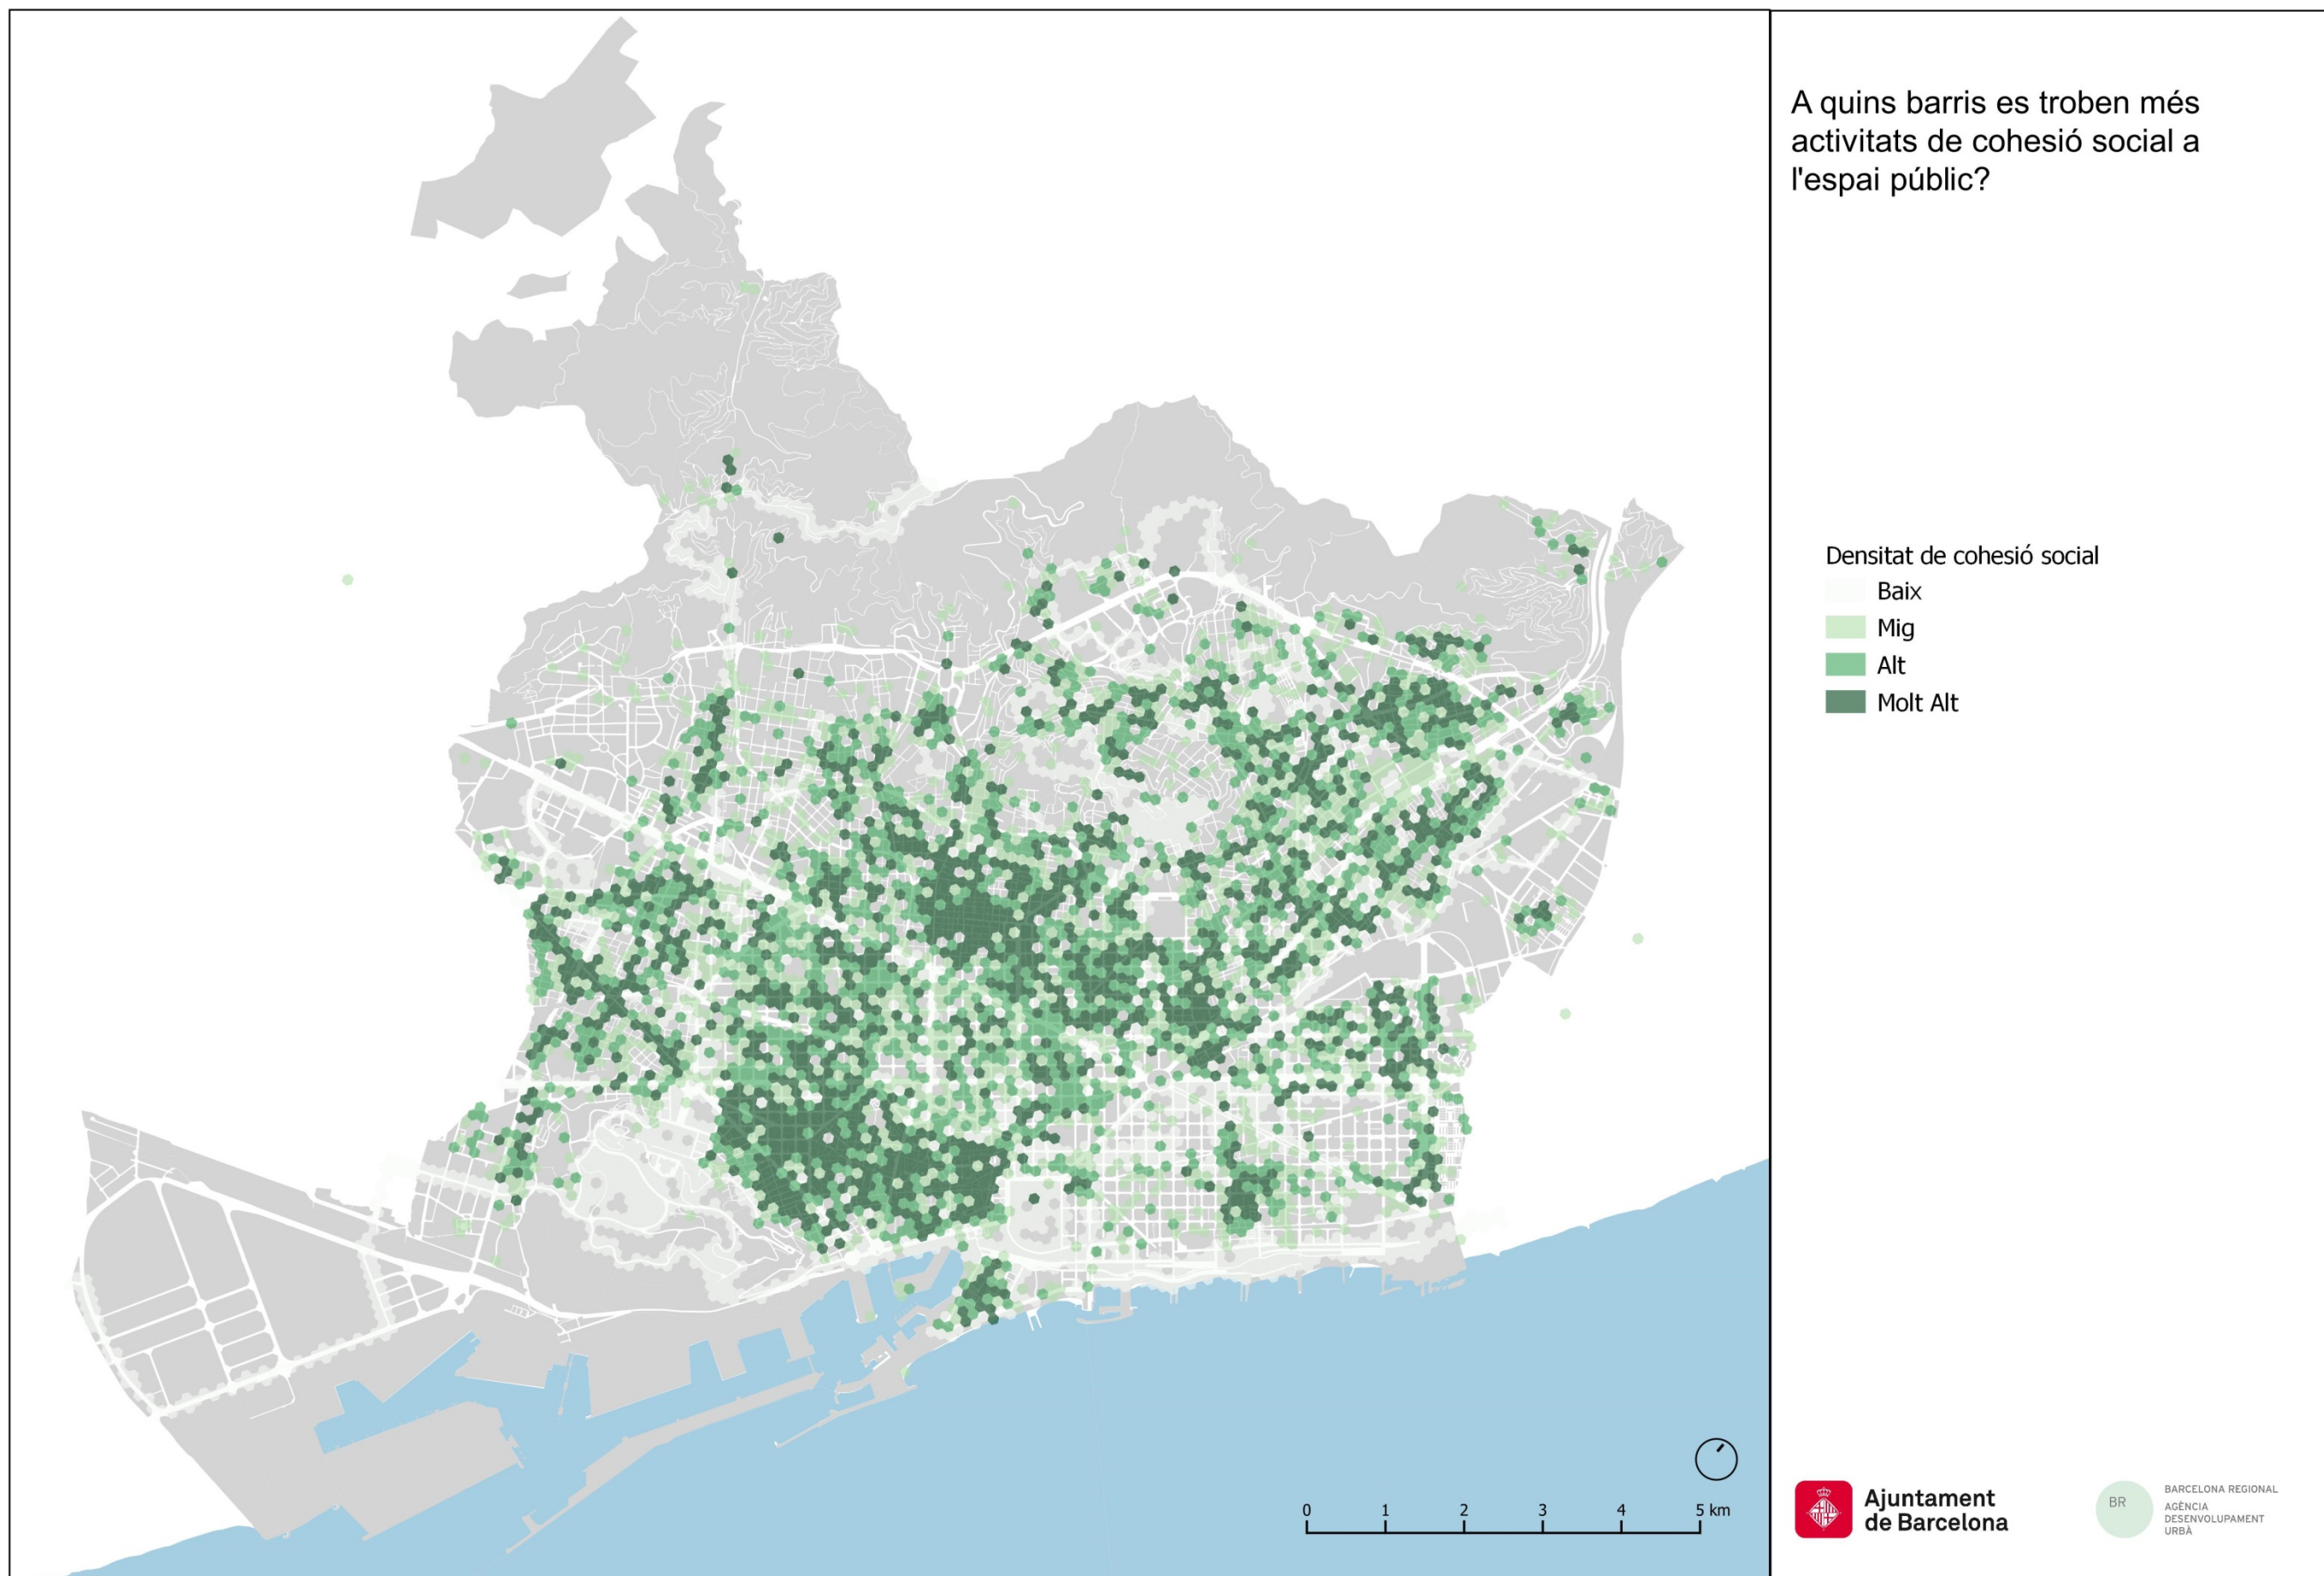 A quins barris es troben més
activitats de cohesió social a
l'espai públic?
Densitat de cohesió social
Baix
Mig
Alt
Molt Alt
0 1 2 3 4 5 km
Ajuntament
de Barcelona
BR
BARCELONA REGIONAL
AGÈNCIA
DESENVOLUPAMENT
URBÀ